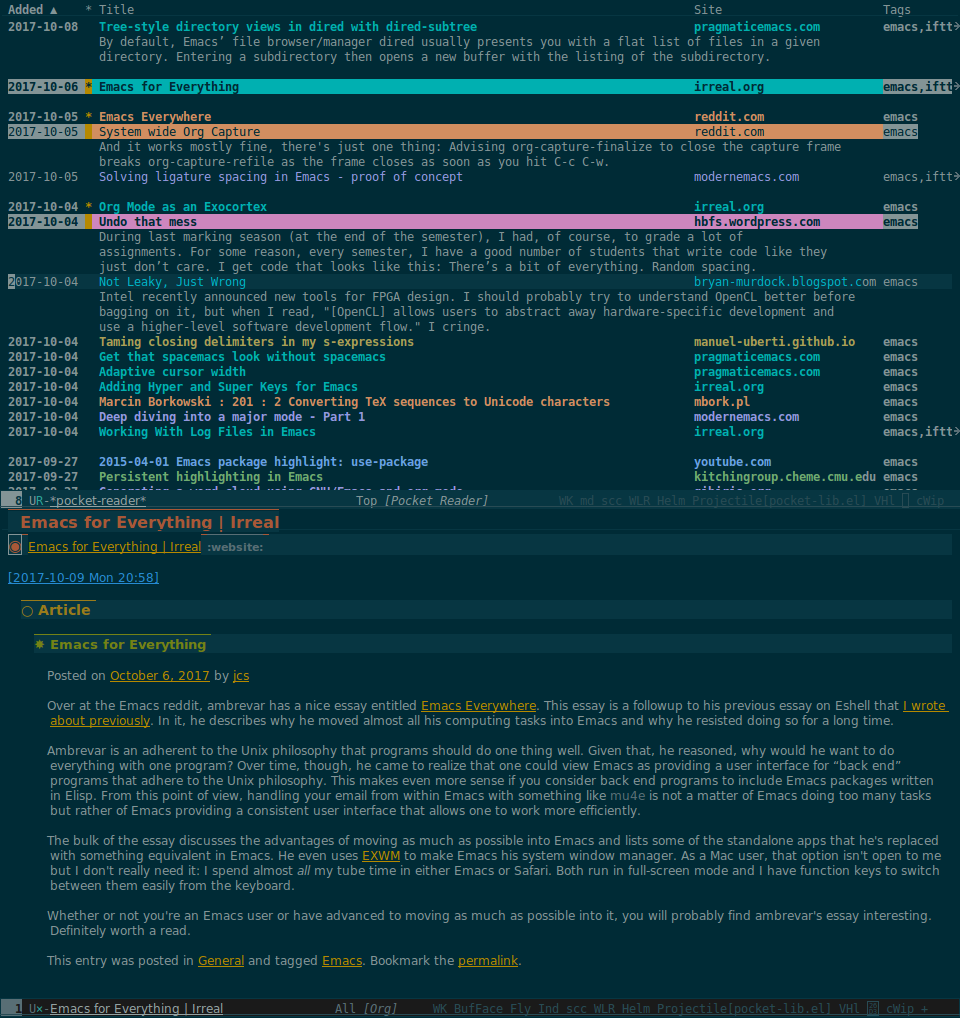 Added ▲ * Title Site Tags
2017-10-08 Tree-style directory views in dired with dired-subtree pragmaticemacs.com emacs,iftt→
By default, Emacs’ file browser/manager dired usually presents you with a flat list of files in a given
directory. Entering a subdirectory then opens a new buffer with the listing of the subdirectory.
2017-10-06 * Emacs for Everything irreal.org emacs,iftt→
2017-10-05 * Emacs Everywhere reddit.com emacs
2017-10-05 System wide Org Capture reddit.com emacs
And it works mostly fine, there's just one thing: Advising org-capture-finalize to close the capture frame
breaks org-capture-refile as the frame closes as soon as you hit C-c C-w.
2017-10-05 Solving ligature spacing in Emacs - proof of concept modernemacs.com emacs,iftt→
2017-10-04 * Org Mode as an Exocortex irreal.org emacs
2017-10-04 Undo that mess hbfs.wordpress.com emacs
During last marking season (at the end of the semester), I had, of course, to grade a lot of
assignments. For some reason, every semester, I have a good number of students that write code like they
just don’t care. I get code that looks like this: There’s a bit of everything. Random spacing.
2017-10-04 Not Leaky, Just Wrong bryan-murdock.blogspot.com emacs
Intel recently announced new tools for FPGA design. I should probably try to understand OpenCL better before
bagging on it, but when I read, "[OpenCL] allows users to abstract away hardware-specific development and
use a higher-level software development flow." I cringe.
2017-10-04 Taming closing delimiters in my s-expressions manuel-uberti.github.io emacs
2017-10-04 Get that spacemacs look without spacemacs pragmaticemacs.com emacs
2017-10-04 Adaptive cursor width pragmaticemacs.com emacs
2017-10-04 Adding Hyper and Super Keys for Emacs irreal.org emacs
2017-10-04 Marcin Borkowski : 201 : 2 Converting TeX sequences to Unicode characters mbork.pl emacs
2017-10-04 Deep diving into a major mode - Part 1 modernemacs.com emacs
2017-10-04 Working With Log Files in Emacs irreal.org emacs,iftt→
2017-09-27 2015-04-01 Emacs package highlight: use-package youtube.com emacs
2017-09-27 Persistent highlighting in Emacs kitchingroup.cheme.cmu.edu emacs
8 UR-*pocket-reader* Top [Pocket Reader] WK md scc WLR Helm Projectile[pocket-lib.el] VHl cWip
Emacs for Everything | Irreal
◉ Emacs for Everything | Irreal :website:
[2017-10-09 Mon 20:58]
○ Article
✸ Emacs for Everything
Posted on October 6, 2017 by jcs
Over at the Emacs reddit, ambrevar has a nice essay entitled Emacs Everywhere. This essay is a followup to his previous essay on Eshell that I wrote
about previously. In it, he describes why he moved almost all his computing tasks into Emacs and why he resisted doing so for a long time.
Ambrevar is an adherent to the Unix philosophy that programs should do one thing well. Given that, he reasoned, why would he want to do
everything with one program? Over time, though, he came to realize that one could view Emacs as providing a user interface for “back end”
programs that adhere to the Unix philosophy. This makes even more sense if you consider back end programs to include Emacs packages written
in Elisp. From this point of view, handling your email from within Emacs with something like mu4e is not a matter of Emacs doing too many tasks
but rather of Emacs providing a consistent user interface that allows one to work more efficiently.
The bulk of the essay discusses the advantages of moving as much as possible into Emacs and lists some of the standalone apps that he's replaced
with something equivalent in Emacs. He even uses EXWM to make Emacs his system window manager. As a Mac user, that option isn't open to me
but I don't really need it: I spend almost all my tube time in either Emacs or Safari. Both run in full-screen mode and I have function keys to switch
between them easily from the keyboard.
Whether or not you're an Emacs user or have advanced to moving as much as possible into it, you will probably find ambrevar's essay interesting.
Definitely worth a read.
This entry was posted in General and tagged Emacs. Bookmark the permalink.
1 U×-Emacs for Everything | Irreal All [Org] WK BufFace Fly Ind scc WLR Helm Projectile[pocket-lib.el] VHl cWip +